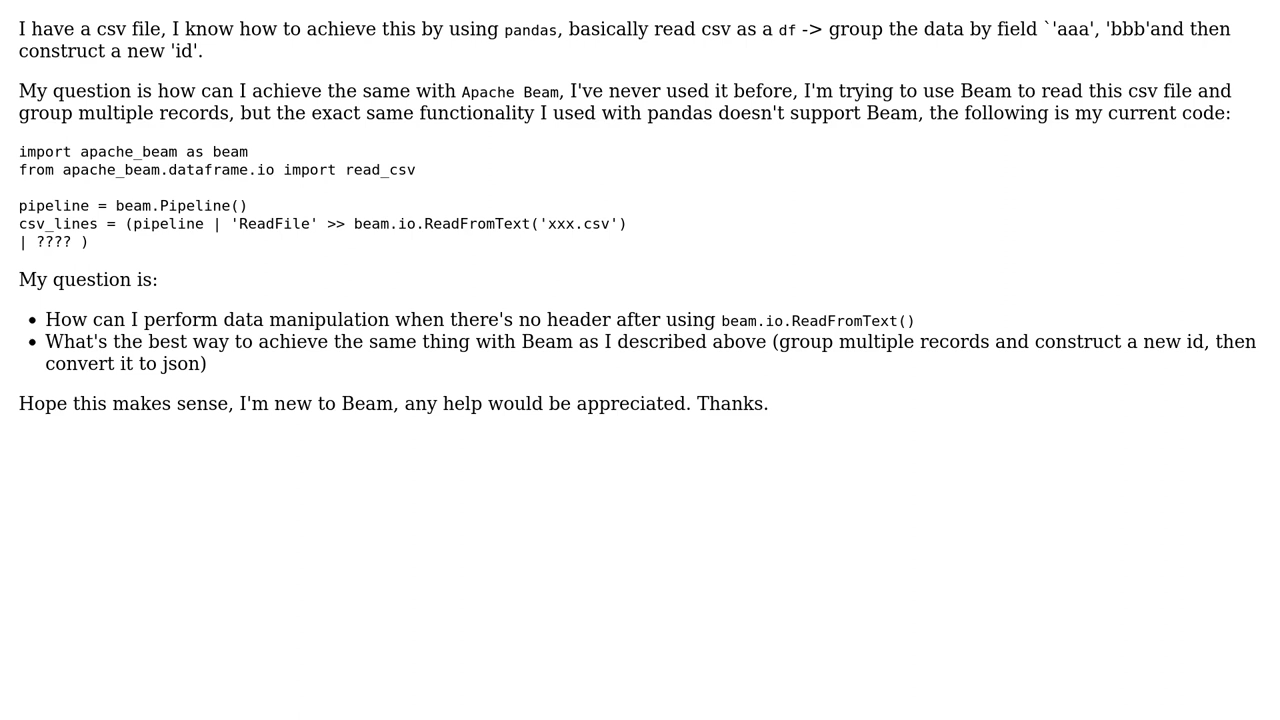 I have a csv file, I know how to achieve this by using pandas, basically read csv as a df -> group the data by field `'aaa', 'bbb'and then
construct a new 'id'.
My question is how can I achieve the same with Apache Beam, I've never used it before, I'm trying to use Beam to read this csv file and
group multiple records, but the exact same functionality I used with pandas doesn't support Beam, the following is my current code:
import apache_beam as beam
from apache_beam.dataframe.io import read_csv
pipeline = beam.Pipeline()
csv_lines = (pipeline | 'ReadFile' >> beam.io.ReadFromText('xxx.csv')
| ???? )
My question is:
• How can I perform data manipulation when there's no header after using beam.io.ReadFromText()
• What's the best way to achieve the same thing with Beam as I described above (group multiple records and construct a new id, then
convert it to json)
Hope this makes sense, I'm new to Beam, any help would be appreciated. Thanks.